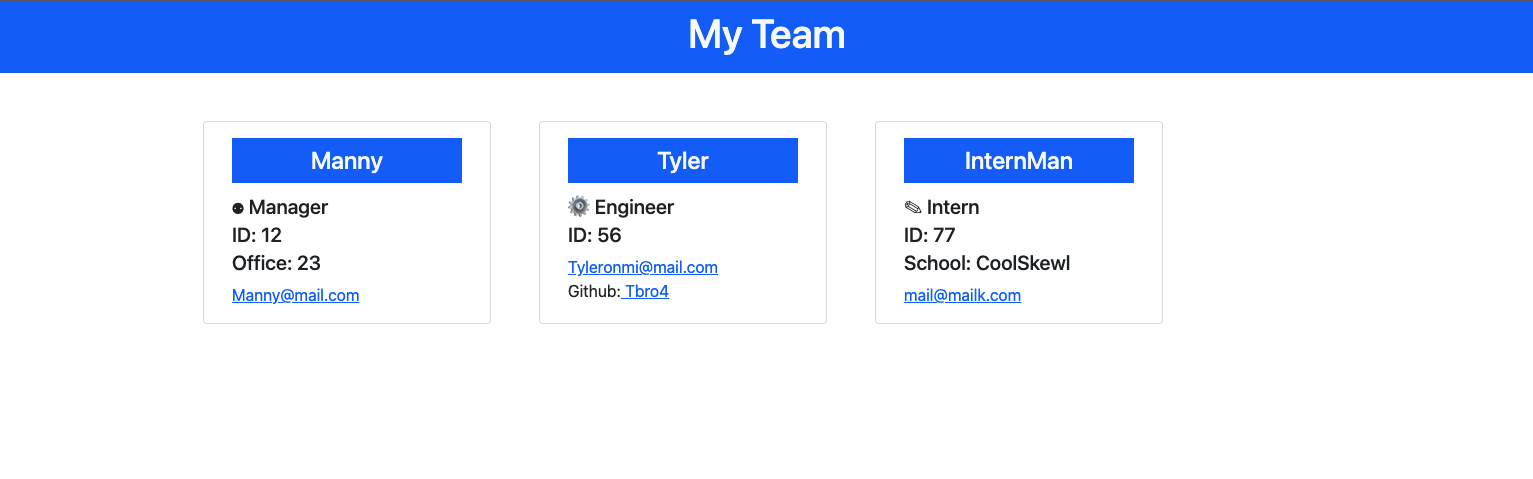 My Team
Manny
Manager
ID: 12
Office: 23
Manny@mail.com
Tyler
Engineer
ID: 56
Tyleronmi@mail.com
Github: Tbro4
InternMan
Intern
ID: 77
School: CoolSkewl
mail@mailk.com